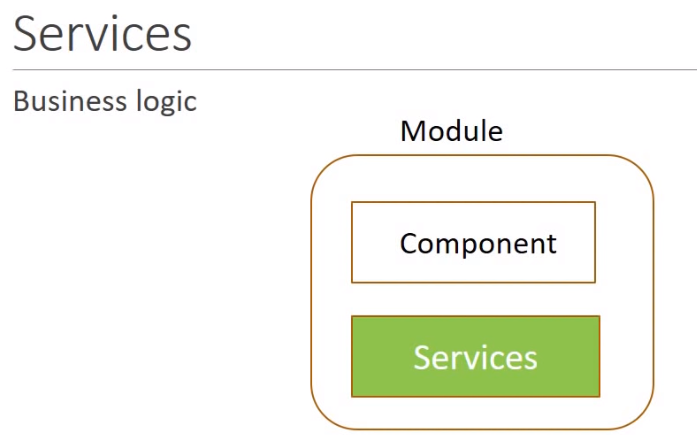 Services
Business logic
Module
Component
Services